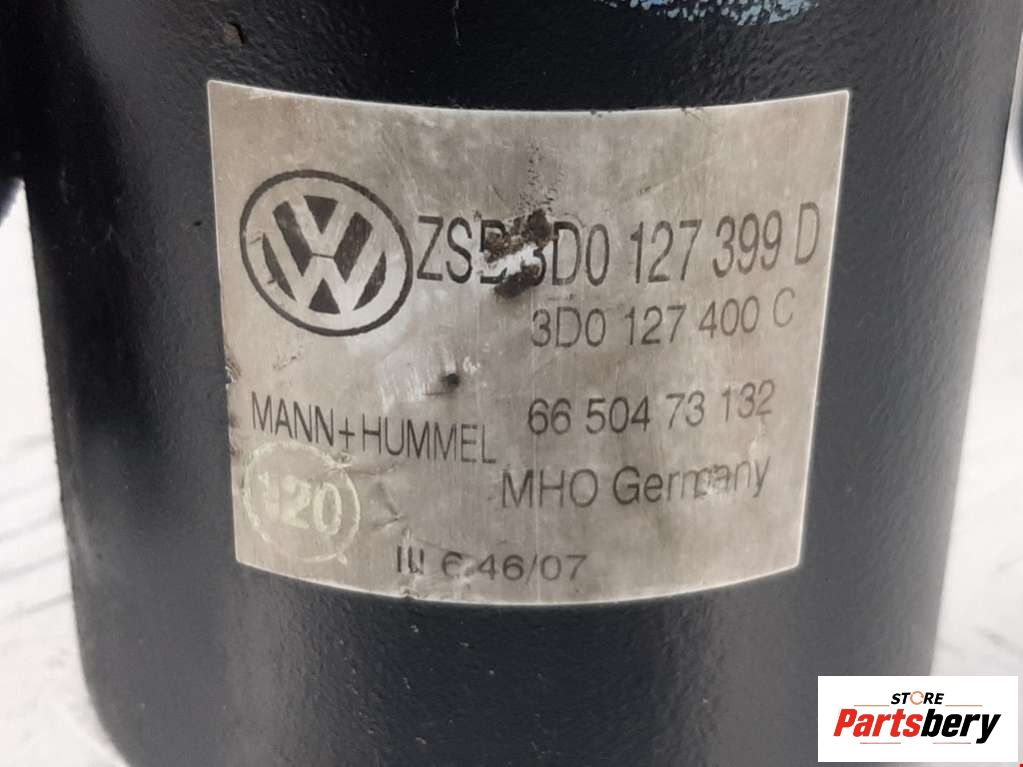 ZSB 3D0 127 399 D
3D0 127 400 C
MANN+HUMMEL 66 504 73 132
MHO Germany
120
6 46/07
STORE
Partsbery